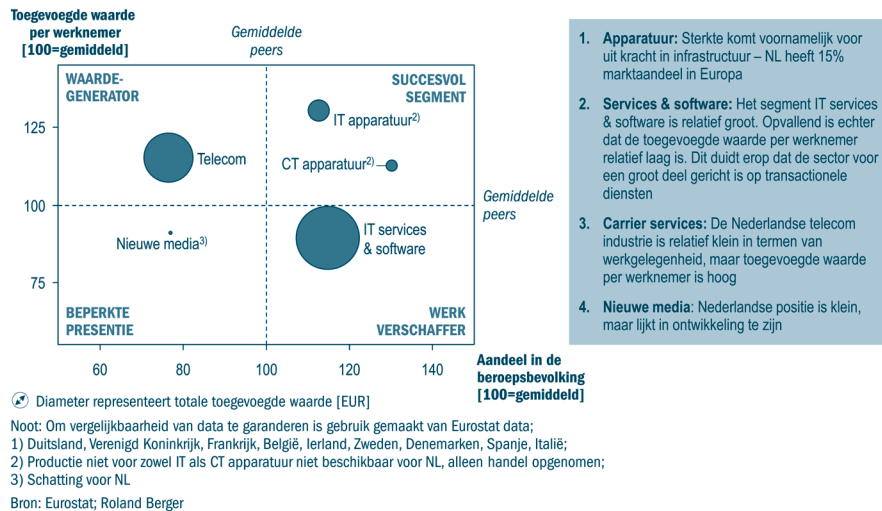 Toegevoegde waarde
per werknemer
[100=gemiddeld]
Gemiddelde
peers
WAARDE-
GENERATOR
SUCCESVOL
SEGMENT
125
IT apparatuur2)
Telecom
CT apparatuur2)
100
Gemiddelde
peers
Nieuwe media3)
IT services
& software
75
BEPERKTE
PRESENTIE
WERK
VERSCHAFFER
60 80 100 120 140
Aandeel in de
beroepsbevolking
[100=gemiddeld]
Diameter representeert totale toegevoegde waarde [EUR]
Noot: Om vergelijkbaarheid van data te garanderen is gebruik gemaakt van Eurostat data;
1) Duitsland, Verenigd Koninkrijk, Frankrijk, België, Ierland, Zweden, Denemarken, Spanje, Italië;
2) Productie niet voor zowel IT als CT apparatuur niet beschikbaar voor NL, alleen handel opgenomen;
3) Schatting voor NL
Bron: Eurostat; Roland Berger
1. Apparatuur: Sterkte komt voornamelijk voor
uit kracht in infrastructuur – NL heeft 15%
marktaandeel in Europa
2. Services & software: Het segment IT services
& software is relatief groot. Opvallend is echter
dat de toegevoegde waarde per werknemer
relatief laag is. Dit duidt erop dat de sector voor
een groot deel gericht is op transactionele
diensten
3. Carrier services: De Nederlandse telecom
industrie is relatief klein in termen van
werkgelegenheid, maar toegevoegde waarde
per werknemer is hoog
4. Nieuwe media: Nederlandse positie is klein,
maar lijkt in ontwikkeling te zijn